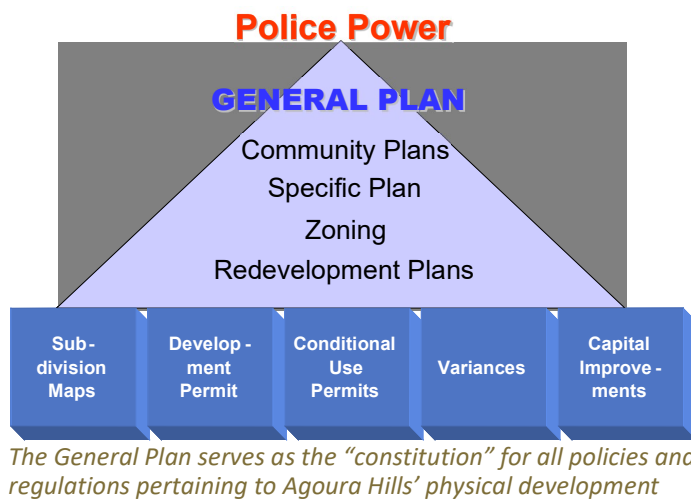 Police Power
GENERAL PLAN
Community Plans
Specific Plan
Zoning
Redevelopment Plans
Sub-
division
Maps
Develop -
ment
Permit
Conditional
Use
Permits
Variances
Capital
Improve -
ments
The General Plan serves as the “constitution” for all policies and
regulations pertaining to Agoura Hills’ physical development